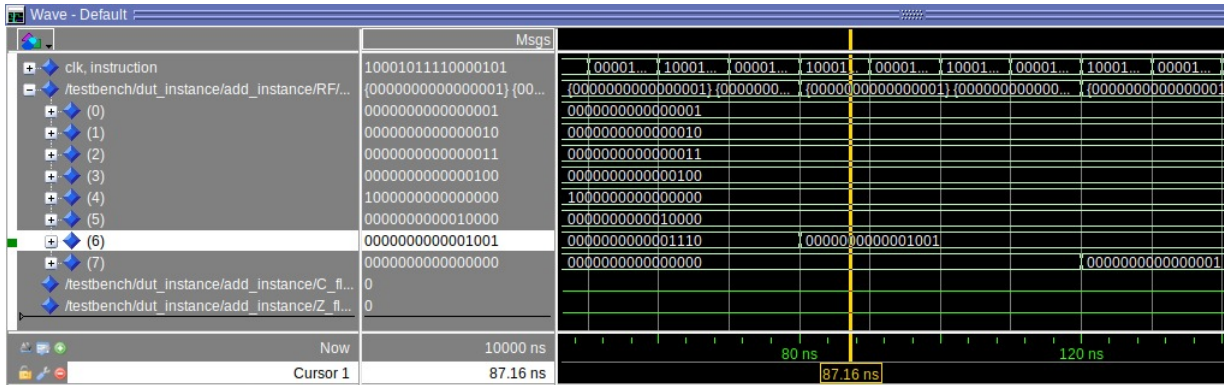 Wave - Default
Msgs
clk, instruction 10001011110000101 00001... 10001... 00001... 10001... 00001... 10001... 00001... 10001... 00001...
/testbench/dut_instance/add_instance/RF/... {0000000000000001} {00... {0000000000000001} {0000000... {0000000000000001} {000000000000... {0000000000000001
(0) 0000000000000001 0000000000000001
(1) 0000000000000010 0000000000000010
(2) 0000000000000011 0000000000000011
(3) 0000000000000100 0000000000000100
(4) 1000000000000000 1000000000000000
(5) 0000000000010000 0000000000010000
(6) 0000000000001001 0000000000001110 0000000000001001
(7) 0000000000000000 0000000000000000 0000000000000001
/testbench/dut_instance/add_instance/C_fl... 0
/testbench/dut_instance/add_instance/Z_fl... 0
Now 10000 ns 80 ns 120 ns
Cursor 1 87.16 ns 87.16 ns